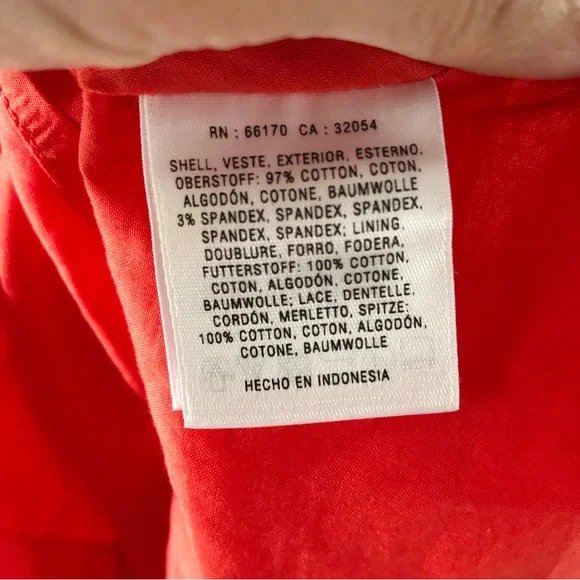 RN : 66170 CA : 32054
SHELL, VESTE, EXTERIOR, ESTERNO.
OBERSTOFF: 97% COTTON, COTON,
ALGODÓN, COTONE, BAUMWOLLE
3% SPANDEX, SPANDEX, SPANDEX,
SPANDEX, SPANDEX; LINING.
DOUBLURE, FORRO, FODERA,
FUTTERSTOFF: 100% COTTON,
COTON, ALGODÓN, COTONE,
BAUMWOLLE; LACE, DENTELLE,
CORDÓN, MERLETTO, SPITZE:
100% COTTON, COTON, ALGODÓN,
COTONE, BAUMWOLLE
HECHO EN INDONESIA